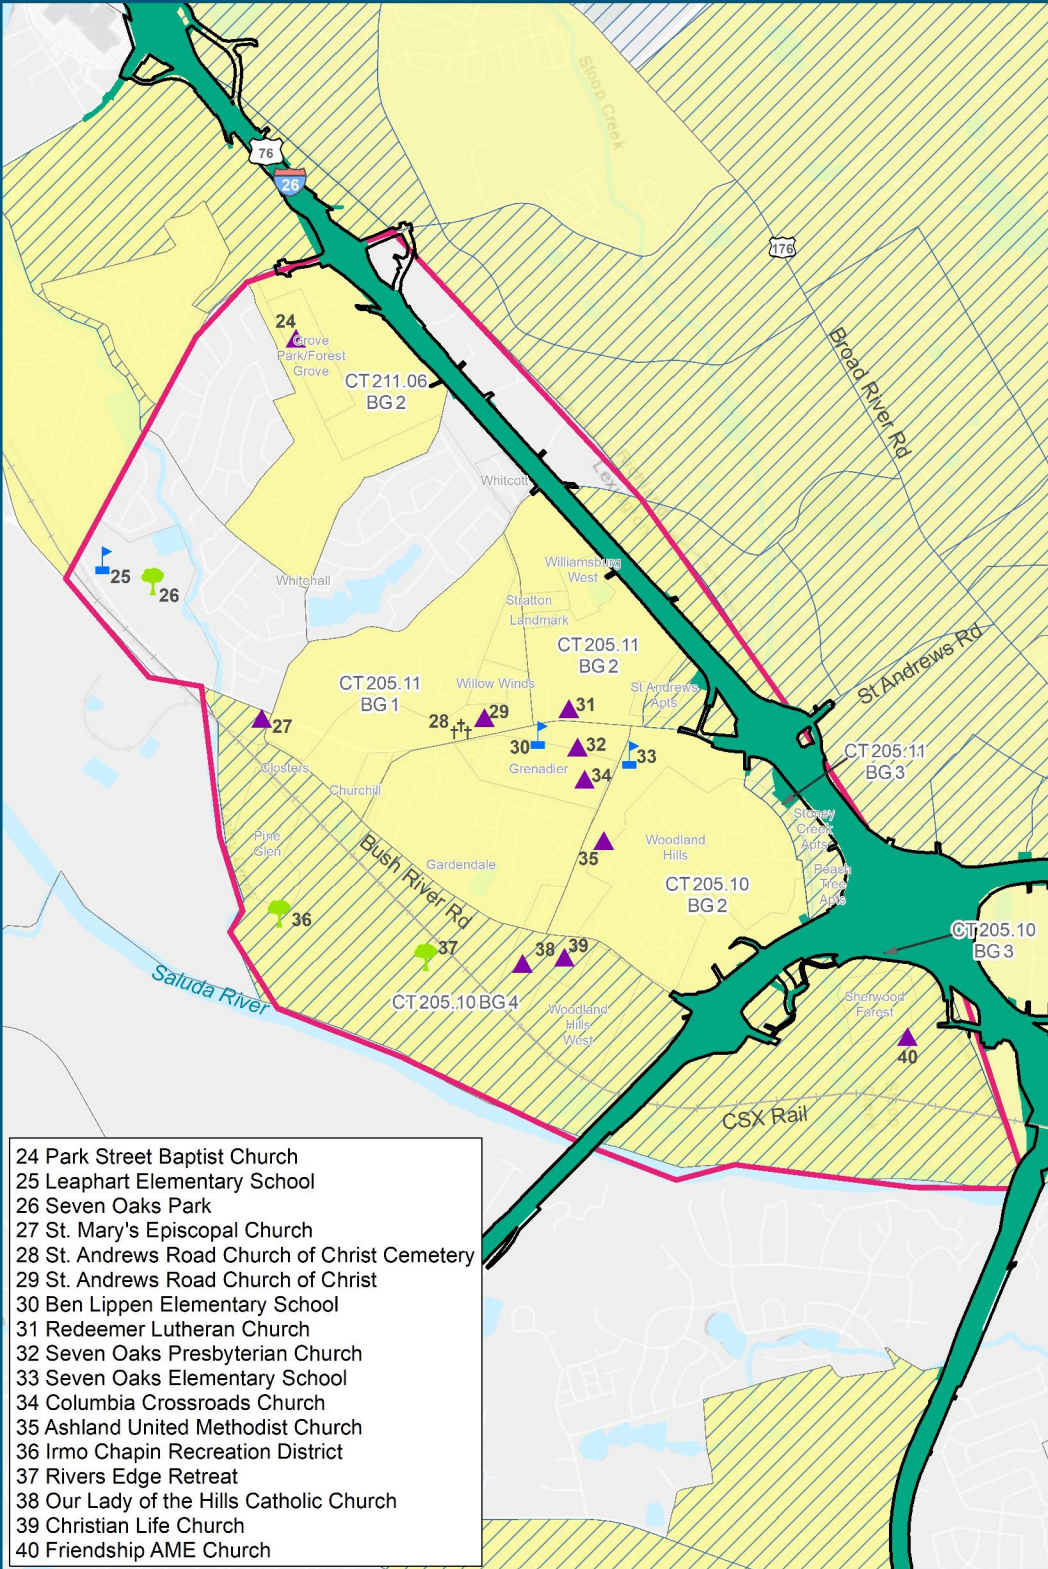 Stoop Creek
76
26
176
24
Grove
Park/Forest
Grove
CT 211.06
BG 2
Broad River Rd
Whitcott
25
26
Whitehall
Williamsburg
West
Stratton
Landmark
CT 205.11
BG 2
St Andrews Rd
CT 205.11
BG 1
Willow Winds
St Andrews
Apts
27
28
29
31
30
32
33
Grenadier
34
CT 205.11
BG 3
Closters
Churchill
Stoney
Creek
Apts
Pine
Glen
Bush River Rd
Gardendale
35
Woodland
Hills
Peach
Tree
Apts
CT 205.10
BG 2
36
37
38
39
CT 205.10
BG 3
Saluda River
CT 205.10 BG 4
Woodland
Hills
West
Sherwood
Forest
40
CSX Rail
24 Park Street Baptist Church
25 Leaphart Elementary School
26 Seven Oaks Park
27 St. Mary's Episcopal Church
28 St. Andrews Road Church of Christ Cemetery
29 St. Andrews Road Church of Christ
30 Ben Lippen Elementary School
31 Redeemer Lutheran Church
32 Seven Oaks Presbyterian Church
33 Seven Oaks Elementary School
34 Columbia Crossroads Church
35 Ashland United Methodist Church
36 Irmo Chapin Recreation District
37 Rivers Edge Retreat
38 Our Lady of the Hills Catholic Church
39 Christian Life Church
40 Friendship AME Church